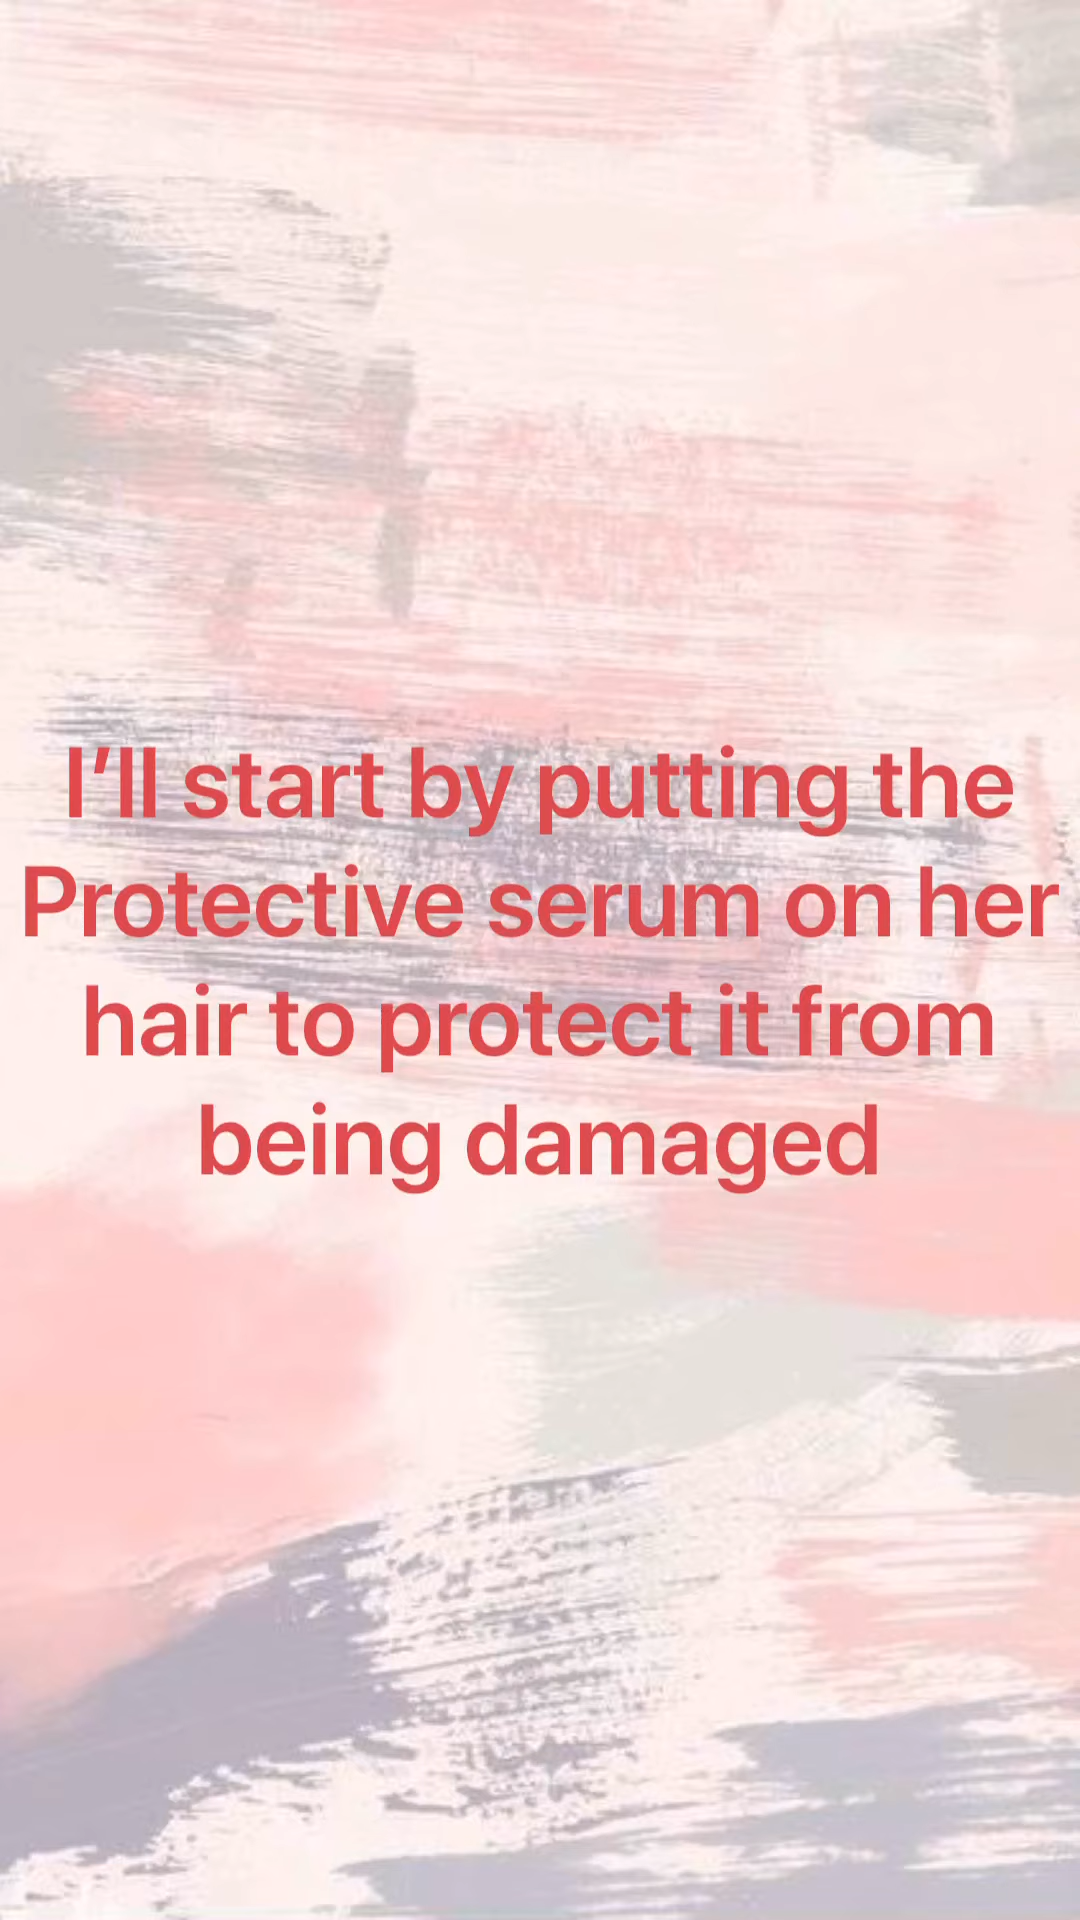 I’ll start by putting the
Protective serum on her
hair to protect it from
being damaged